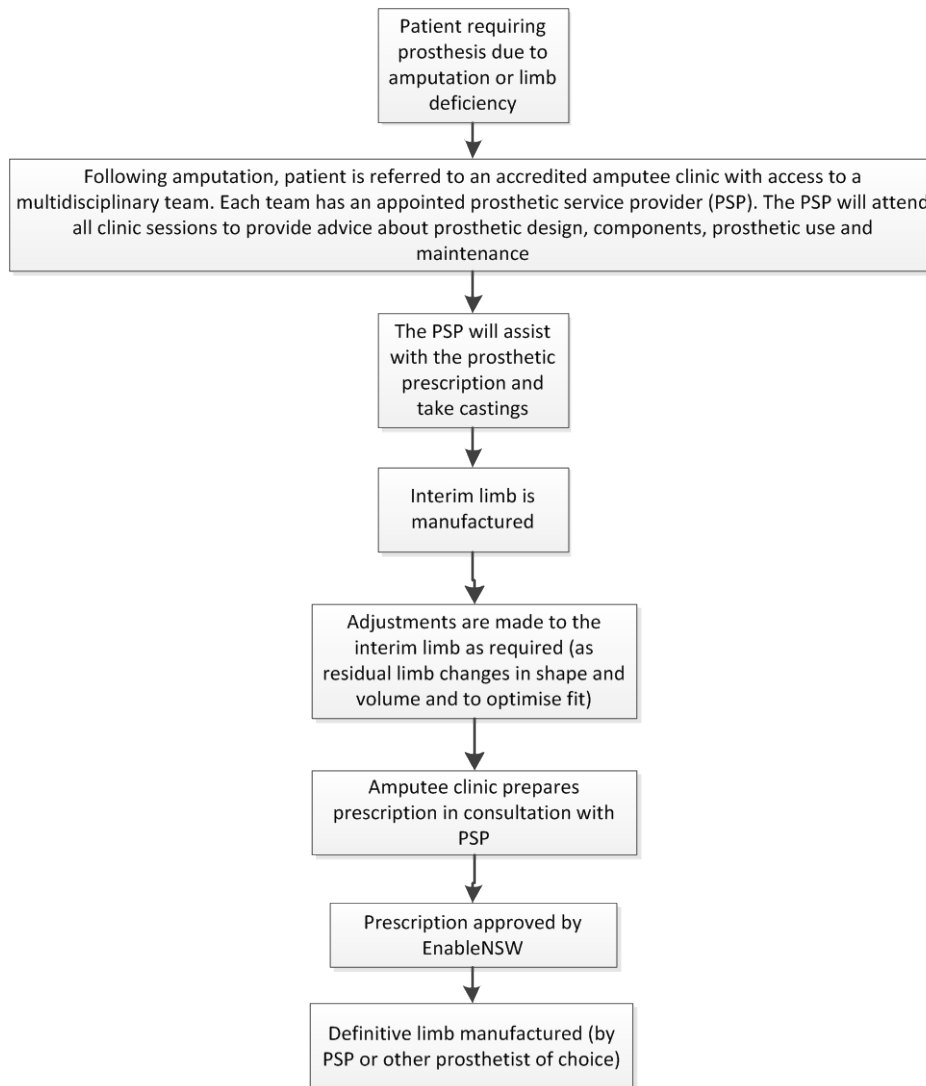 Patient requiring
prosthesis due to
amputation or limb
deficiency
Following amputation, patient is referred to an accredited amputee clinic with access to a
multidisciplinary team. Each team has an appointed prosthetic service provider (PSP). The PSP will attend
all clinic sessions to provide advice about prosthetic design, components, prosthetic use and
maintenance
The PSP will assist
with the prosthetic
prescription and
take castings
Interim limb is
manufactured
Adjustments are made to the
interim limb as required (as
residual limb changes in shape and
volume and to optimise fit)
Amputee clinic prepares
prescription in consultation with
PSP
Prescription approved by
EnableNSW
Definitive limb manufactured (by
PSP or other prosthetist of choice)